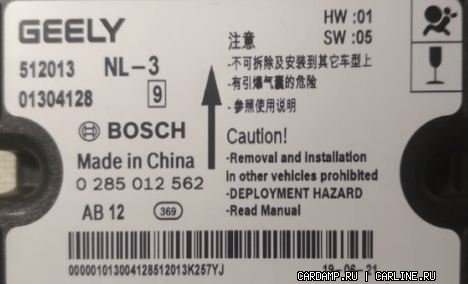 GEELY
512013 NL-3
01304128 9
BOSCH
Made in China
0 285 012 562
AB 12 369
HW :01
SW :05
注意
-不可拆除及安装到其它车型上
-有引爆气囊的危险
-参照使用说明
Caution!
-Removal and Installation
In other vehicles prohibited
-DEPLOYMENT HAZARD
-Read Manual
000001013004128512013K257YJ
CARDAMP.RU | CARLINE.RU